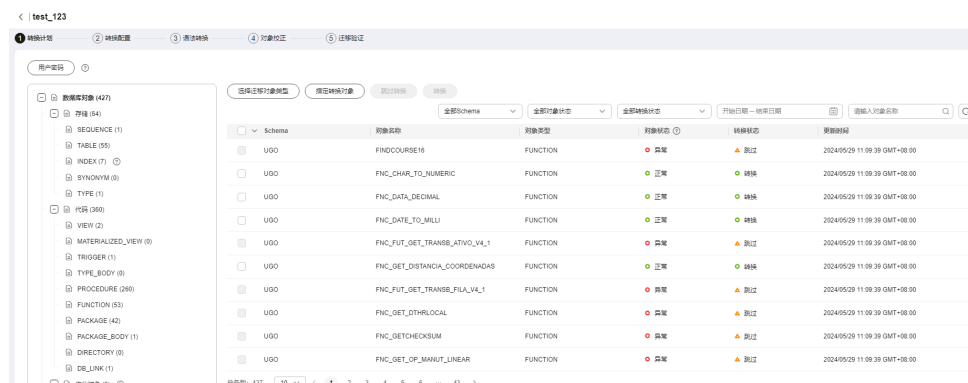 test_123
1 转换计划 2 转换配置 3 语法转换 4 对象校正 5 迁移验证
用户密码
数据库对象 (427)
存储 (64)
SEQUENCE (1)
TABLE (55)
INDEX (7)
SYNONYM (0)
TYPE (1)
代码 (360)
VIEW (2)
MATERIALIZED_VIEW (0)
TRIGGER (1)
TYPE_BODY (0)
PROCEDURE (260)
FUNCTION (53)
PACKAGE (42)
PACKAGE_BODY (1)
DIRECTORY (0)
DB_LINK (1)
选择迁移对象类型 指定转换对象 跳过转换 转换
全部Schema 全部对象状态 全部转换状态 开始日期 – 结束日期 请输入对象名称
Schema 对象名称 对象类型 对象状态 转换状态 更新时间
UGO FINDCOURSE16 FUNCTION 异常 跳过 2024/05/29 11:09:39 GMT+08:00
UGO FNC_CHAR_TO_NUMERIC FUNCTION 正常 转换 2024/05/29 11:09:39 GMT+08:00
UGO FNC_DATA_DECIMAL FUNCTION 正常 转换 2024/05/29 11:09:39 GMT+08:00
UGO FNC_DATE_TO_MILLI FUNCTION 正常 转换 2024/05/29 11:09:39 GMT+08:00
UGO FNC_FUT_GET_TRANSB_ATIVO_V4_1 FUNCTION 异常 跳过 2024/05/29 11:09:39 GMT+08:00
UGO FNC_GET_DISTANCIA_COORDENADAS FUNCTION 正常 转换 2024/05/29 11:09:39 GMT+08:00
UGO FNC_FUT_GET_TRANSB_FILA_V4_1 FUNCTION 异常 跳过 2024/05/29 11:09:39 GMT+08:00
UGO FNC_GET_DTHRLOCAL FUNCTION 异常 跳过 2024/05/29 11:09:39 GMT+08:00
UGO FNC_GETCHECKSUM FUNCTION 异常 跳过 2024/05/29 11:09:39 GMT+08:00
UGO FNC_GET_OP_MANUT_LINEAR FUNCTION 异常 跳过 2024/05/29 11:09:39 GMT+08:00
427 10 1 2 3 4 5 6 ... 43